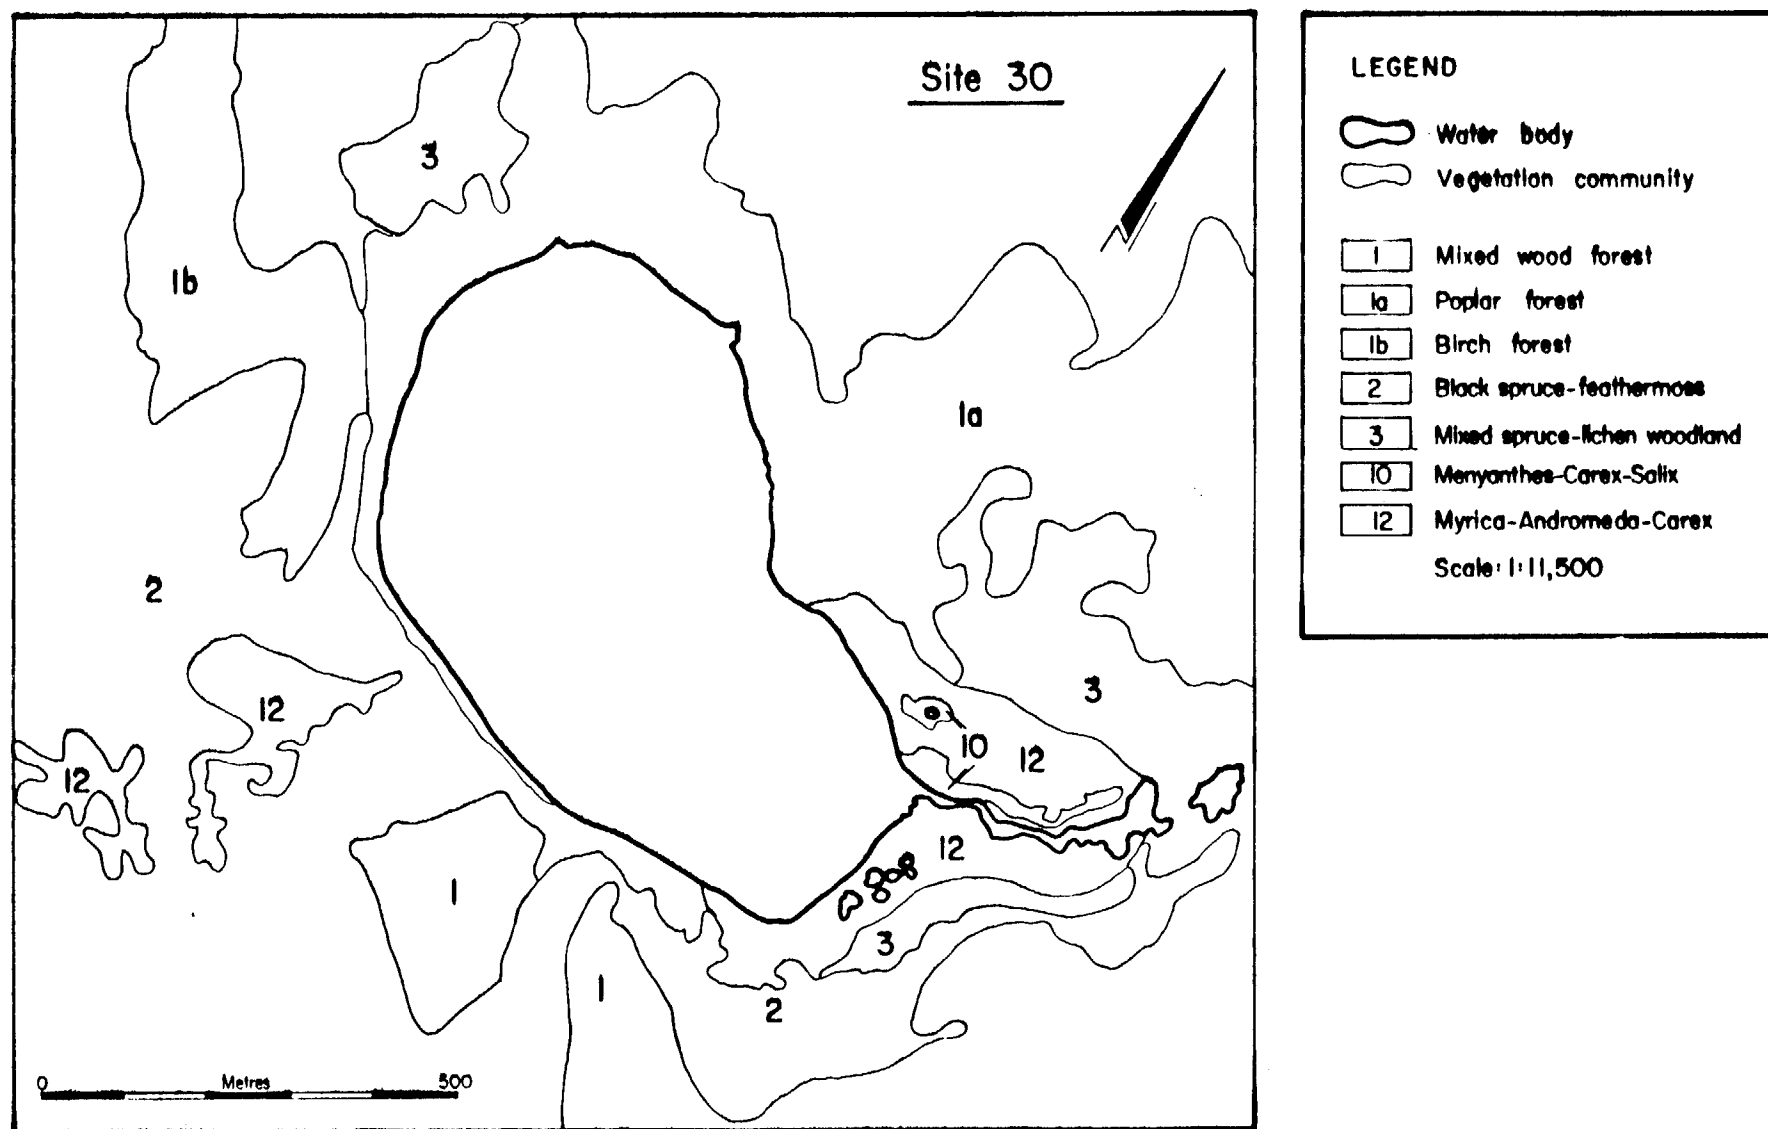 Site 30
3
1b
1a
2
3
12
10
12
12
12
1
3
1
2
0 Metres 500
LEGEND
Water body
Vegetation community
1 Mixed wood forest
1a Poplar forest
1b Birch forest
2 Black spruce-feathermoss
3 Mixed spruce-lichen woodland
10 Menyanthes-Carex-Salix
12 Myrica-Andromeda-Carex
Scale: 1:11,500